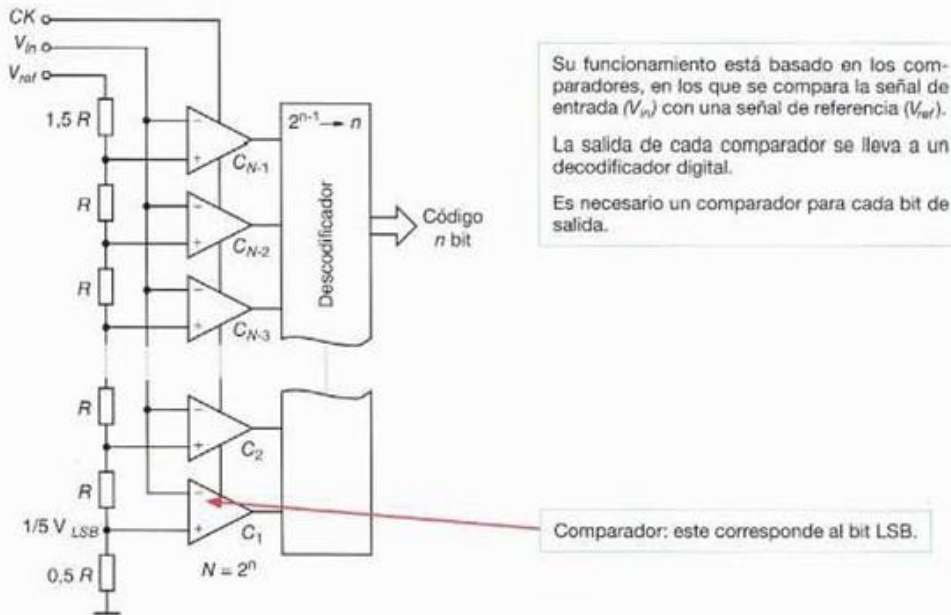 CK
V_in
V_ref
1,5 R
R
R
R
R
1/5 V_LSB
0,5 R
−
+
C_N-1
−
+
C_N-2
−
+
C_N-3
−
+
C_2
−
+
C_1
N = 2^n
2^n-1 → n
Descodificador
Código
n bit
Su funcionamiento está basado en los com-
paradores, en los que se compara la señal de
entrada (V_in) con una señal de referencia (V_ref).
La salida de cada comparador se lleva a un
decodificador digital.
Es necesario un comparador para cada bit de
salida.
Comparador: este corresponde al bit LSB.